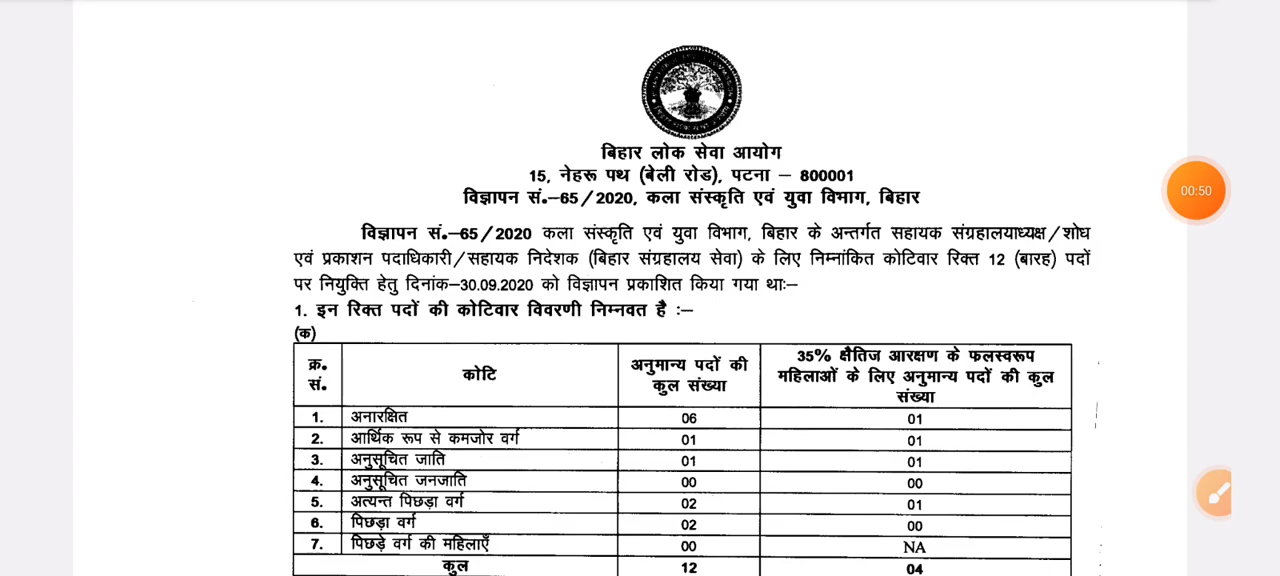 बिहार लोक सेवा आयोग
15, नेहरू पथ (बेली रोड), पटना – 800001
विज्ञापन सं.–65/2020, कला संस्कृति एवं युवा विभाग, बिहार
विज्ञापन सं.–65/2020 कला संस्कृति एवं युवा विभाग, बिहार के अन्तर्गत सहायक संग्रहालयाध्यक्ष/शोध
एवं प्रकाशन पदाधिकारी/सहायक निदेशक (बिहार संग्रहालय सेवा) के लिए निम्नांकित कोटिवार रिक्त 12 (बारह) पदों
पर नियुक्ति हेतु दिनांक–30.09.2020 को विज्ञापन प्रकाशित किया गया थाः–
1. इन रिक्त पदों की कोटिवार विवरणी निम्नवत है :–
(क)
क्र. सं. कोटि अनुमान्य पदों की कुल संख्या 35% क्षैतिज आरक्षण के फलस्वरूप महिलाओं के लिए अनुमान्य पदों की कुल संख्या
1. अनारक्षित 06 01
2. आर्थिक रूप से कमजोर वर्ग 01 01
3. अनुसूचित जाति 01 01
4. अनुसूचित जनजाति 00 00
5. अत्यन्त पिछड़ा वर्ग 02 01
6. पिछड़ा वर्ग 02 00
7. पिछड़े वर्ग की महिलाएँ 00 NA
कुल 12 04
00:50